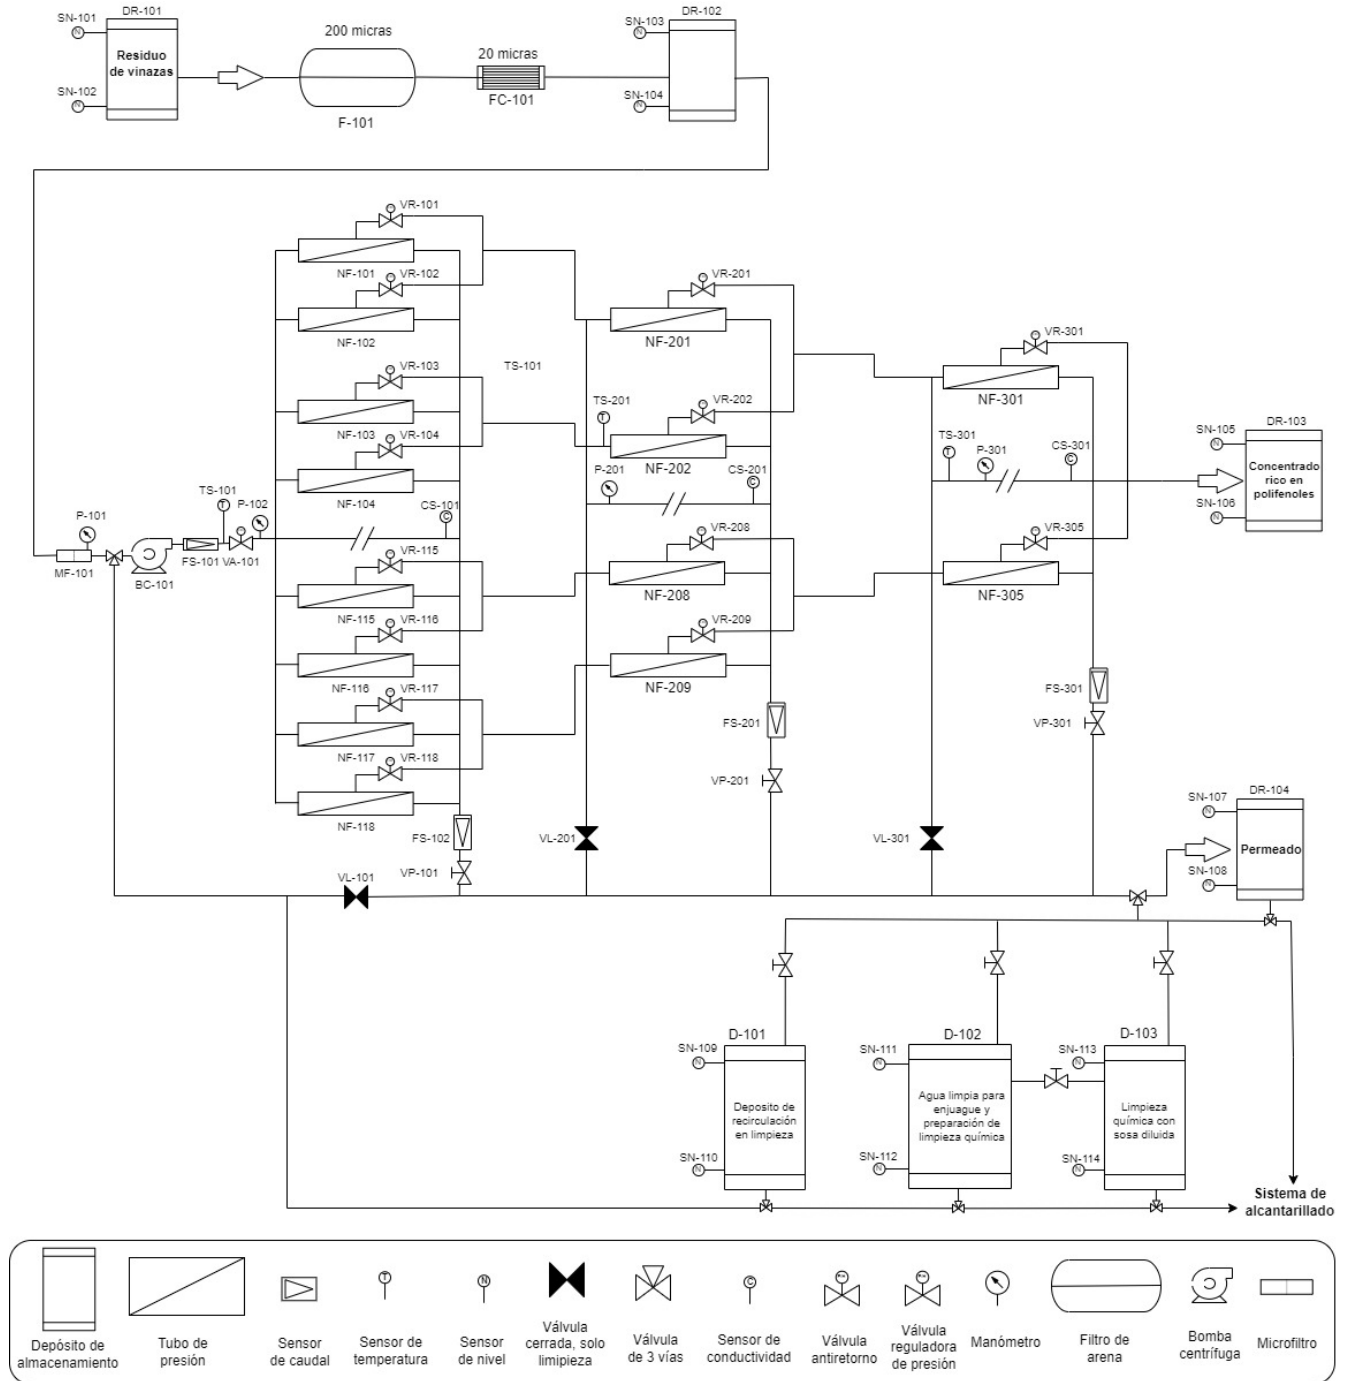 SN-101
DR-101
Residuo
de vinazas
SN-102
200 micras
F-101
20 micras
FC-101
SN-103
DR-102
SN-104
VR-101
NF-101
VR-102
NF-102
VR-103
NF-103
VR-104
NF-104
TS-101
VR-201
NF-201
TS-201
VR-202
NF-202
P-201
CS-201
VR-301
NF-301
TS-301
P-301
CS-301
SN-105
DR-103
Concentrado
rico en
polifenoles
SN-106
P-101
MF-101
BC-101
TS-101
P-102
FS-101
VA-101
CS-101
VR-115
NF-115
VR-116
NF-116
VR-117
NF-117
VR-118
NF-118
VR-208
NF-208
VR-209
NF-209
VR-305
NF-305
FS-102
VP-101
VL-101
FS-201
VP-201
VL-201
FS-301
VP-301
VL-301
SN-107
DR-104
Permeado
SN-108
D-101
SN-109
Deposito de
recirculación
en limpieza
SN-110
D-102
SN-111
Agua limpia para
enjuague y
preparación de
limpieza química
SN-112
D-103
SN-113
Limpieza
química con
sosa diluida
SN-114
Sistema de
alcantarillado
Depósito de
almacenamiento
Tubo de
presión
Sensor
de caudal
T
Sensor de
temperatura
N
Sensor
de nivel
Válvula
cerrada, solo
limipieza
Válvula
de 3 vías
C
Sensor de
conductividad
Válvula
antiretorno
Válvula
reguladora
de presión
Manómetro
Filtro de
arena
Bomba
centrífuga
Microfiltro